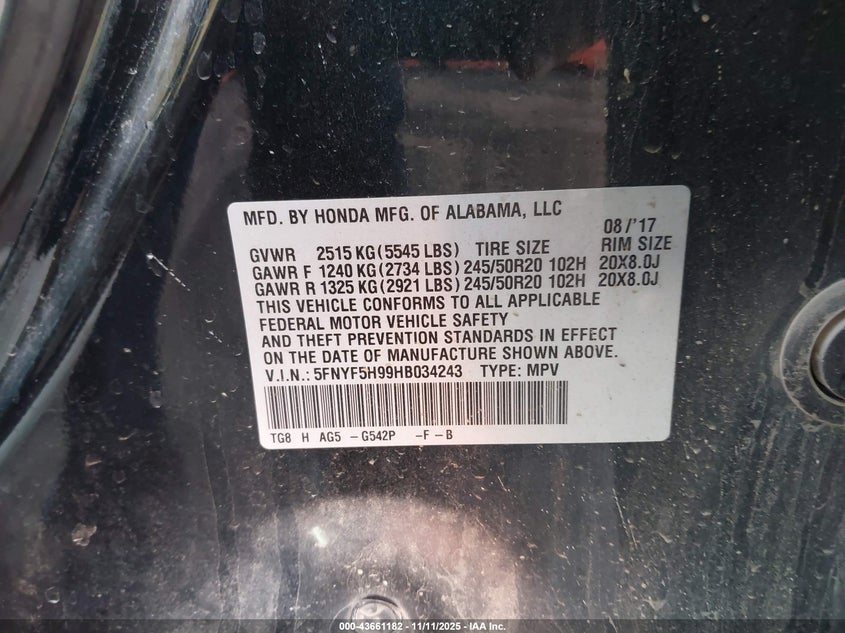 MFD. BY HONDA MFG. OF ALABAMA, LLC 08/'17
GVWR 2515 KG(5545 LBS) TIRE SIZE RIM SIZE
GAWR F 1240 KG(2734 LBS) 245/50R20 102H 20X8.0J
GAWR R 1325 KG(2921 LBS) 245/50R20 102H 20X8.0J
THIS VEHICLE CONFORMS TO ALL APPLICABLE
FEDERAL MOTOR VEHICLE SAFETY
AND THEFT PREVENTION STANDARDS IN EFFECT
ON THE DATE OF MANUFACTURE SHOWN ABOVE.
V.I.N.: 5FNYF5H99HB034243 TYPE: MPV
TG8 H AG5 -G542P -F -B
000-43661182 - 11/11/2025 - IAA Inc.